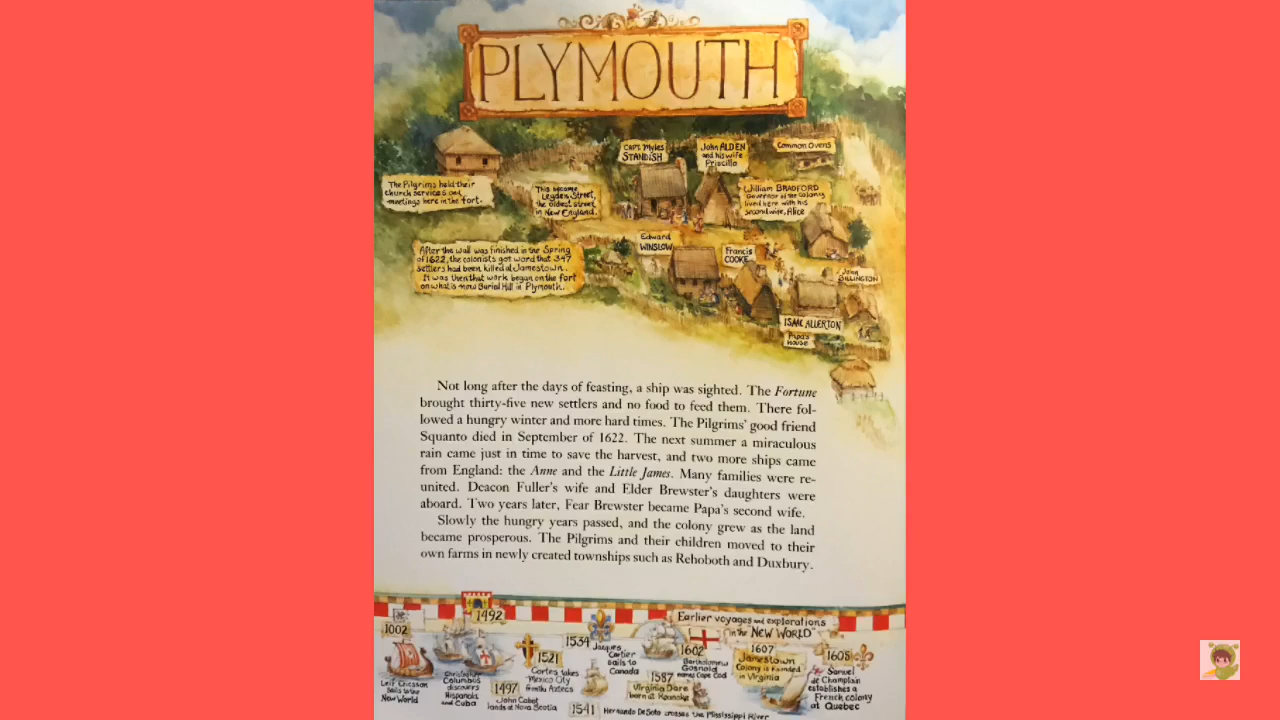 PLYMOUTH
The Pilgrims held their
church services and
meetings here in the fort.
This became
Leyden Street,
the oldest street
in New England.
CAPT. Myles
STANDISH
John ALDEN
and his wife
Priscilla
Common Ovens
William BRADFORD
Governor of the colony
lived here with his
second wife, Alice
After the wall was finished in the Spring
of 1622, the colonists got word that 347
settlers had been killed at Jamestown.
It was then that work began on the fort
on what is now Burial Hill in Plymouth.
Edward
WINSLOW
Francis
COOKE
John
BILLINGTON
ISAAC ALLERTON
Papa's
House
Not long after the days of feasting, a ship was sighted. The Fortune
brought thirty-five new settlers and no food to feed them. There fol-
lowed a hungry winter and more hard times. The Pilgrims' good friend
Squanto died in September of 1622. The next summer a miraculous
rain came just in time to save the harvest, and two more ships came
from England: the Anne and the Little James. Many families were re-
united. Deacon Fuller's wife and Elder Brewster's daughters were
aboard. Two years later, Fear Brewster became Papa's second wife.
Slowly the hungry years passed, and the colony grew as the land
became prosperous. The Pilgrims and their children moved to their
own farms in newly created townships such as Rehoboth and Duxbury.
Earlier voyages and explorations
in the NEW WORLD
1002
Leif Ericsson
Sails to the
New World
1492
Christopher
Columbus
discovers
Hispaniola
and Cuba
1497
John Cabot
lands at Nova Scotia
1521
Cortes takes
Mexico City
from the Aztecs
1534
Jacques
Cartier
sails to
Canada
1541
Hernando DeSoto crosses the Mississippi River
1587
Virginia Dare
born at Roanoke
1602
Bartholomew
Gosnold
names Cape Cod
1607
Jamestown
Colony is founded
in Virginia
1608
Samuel
de Champlain
establishes a
French colony
at Quebec